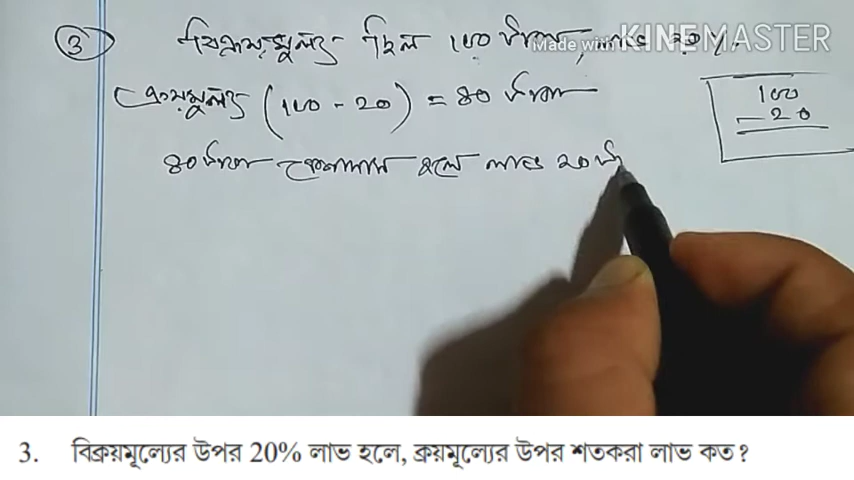 ③ বিক্রয়মূল্য ছিল 100 টাকা, লাভ 20%.
Made with KINEMASTER
ক্রয়মূল্য (100 - 20) = 80 টাকা
100
- 20
80 টাকা কেনাদাম হলে লাভ 20 ট
3. বিক্রয়মূল্যের উপর 20% লাভ হলে, ক্রয়মূল্যের উপর শতকরা লাভ কত?